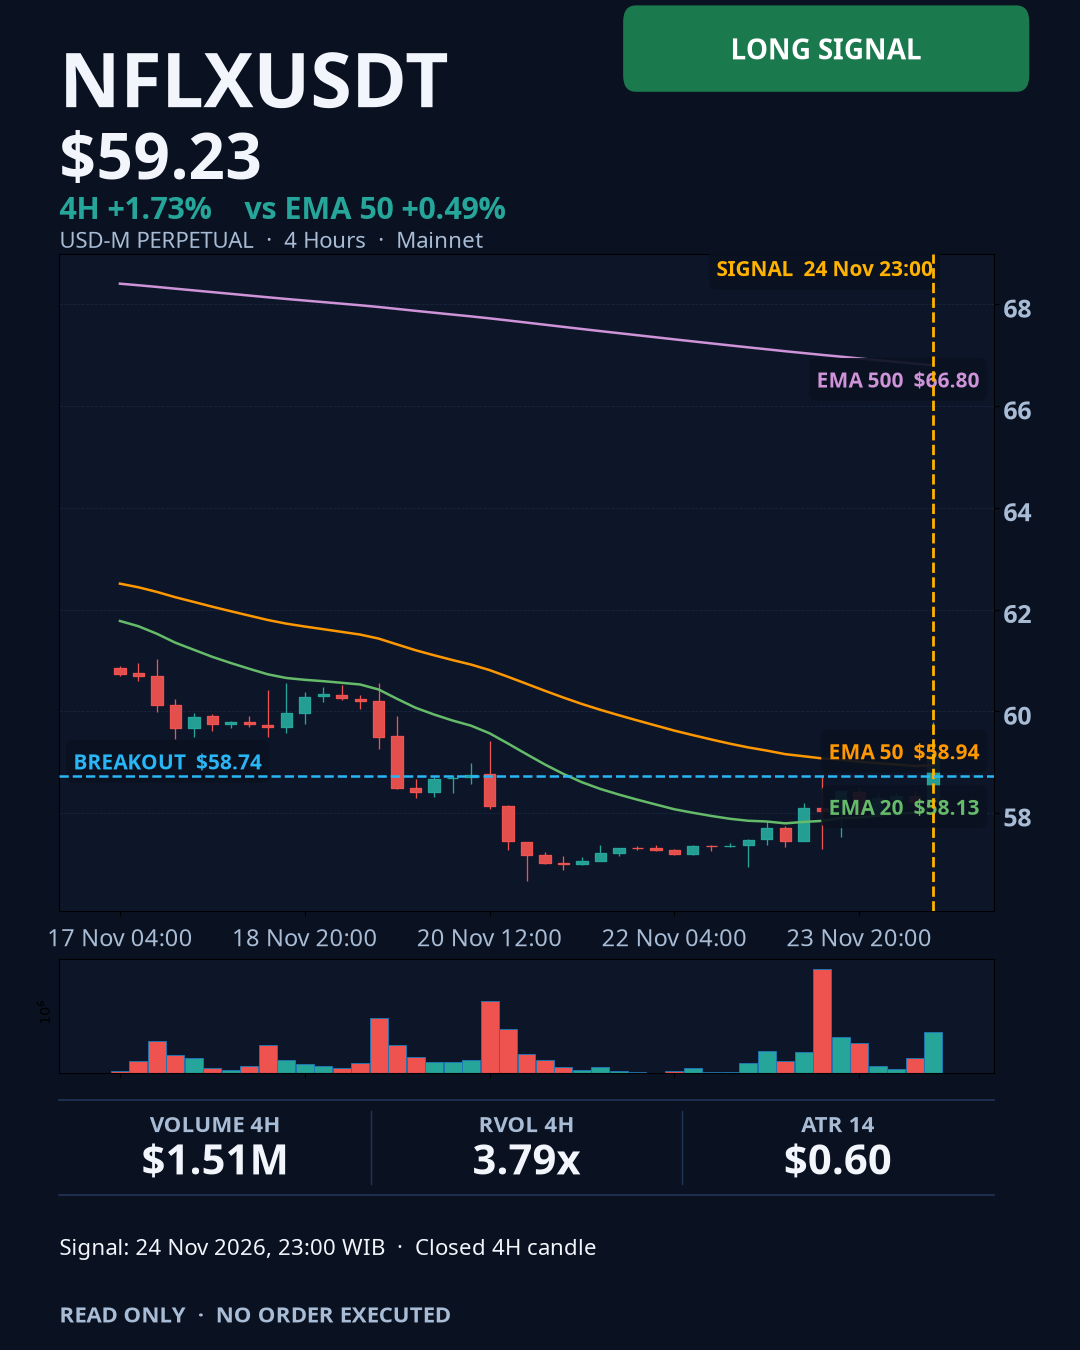 LONG SIGNAL
NFLXUSDT
$59.23
4H +1.73% vs EMA 50 +0.49%
USD-M PERPETUAL · 4 Hours · Mainnet
SIGNAL 24 Nov 23:00
68
EMA 500 $66.80
66
64
62
60
EMA 50 $58.94
BREAKOUT $58.74
EMA 20 $58.13
58
17 Nov 04:00 18 Nov 20:00 20 Nov 12:00 22 Nov 04:00 23 Nov 20:00
10⁶
VOLUME 4H RVOL 4H ATR 14
$1.51M 3.79x $0.60
Signal: 24 Nov 2026, 23:00 WIB · Closed 4H candle
READ ONLY · NO ORDER EXECUTED